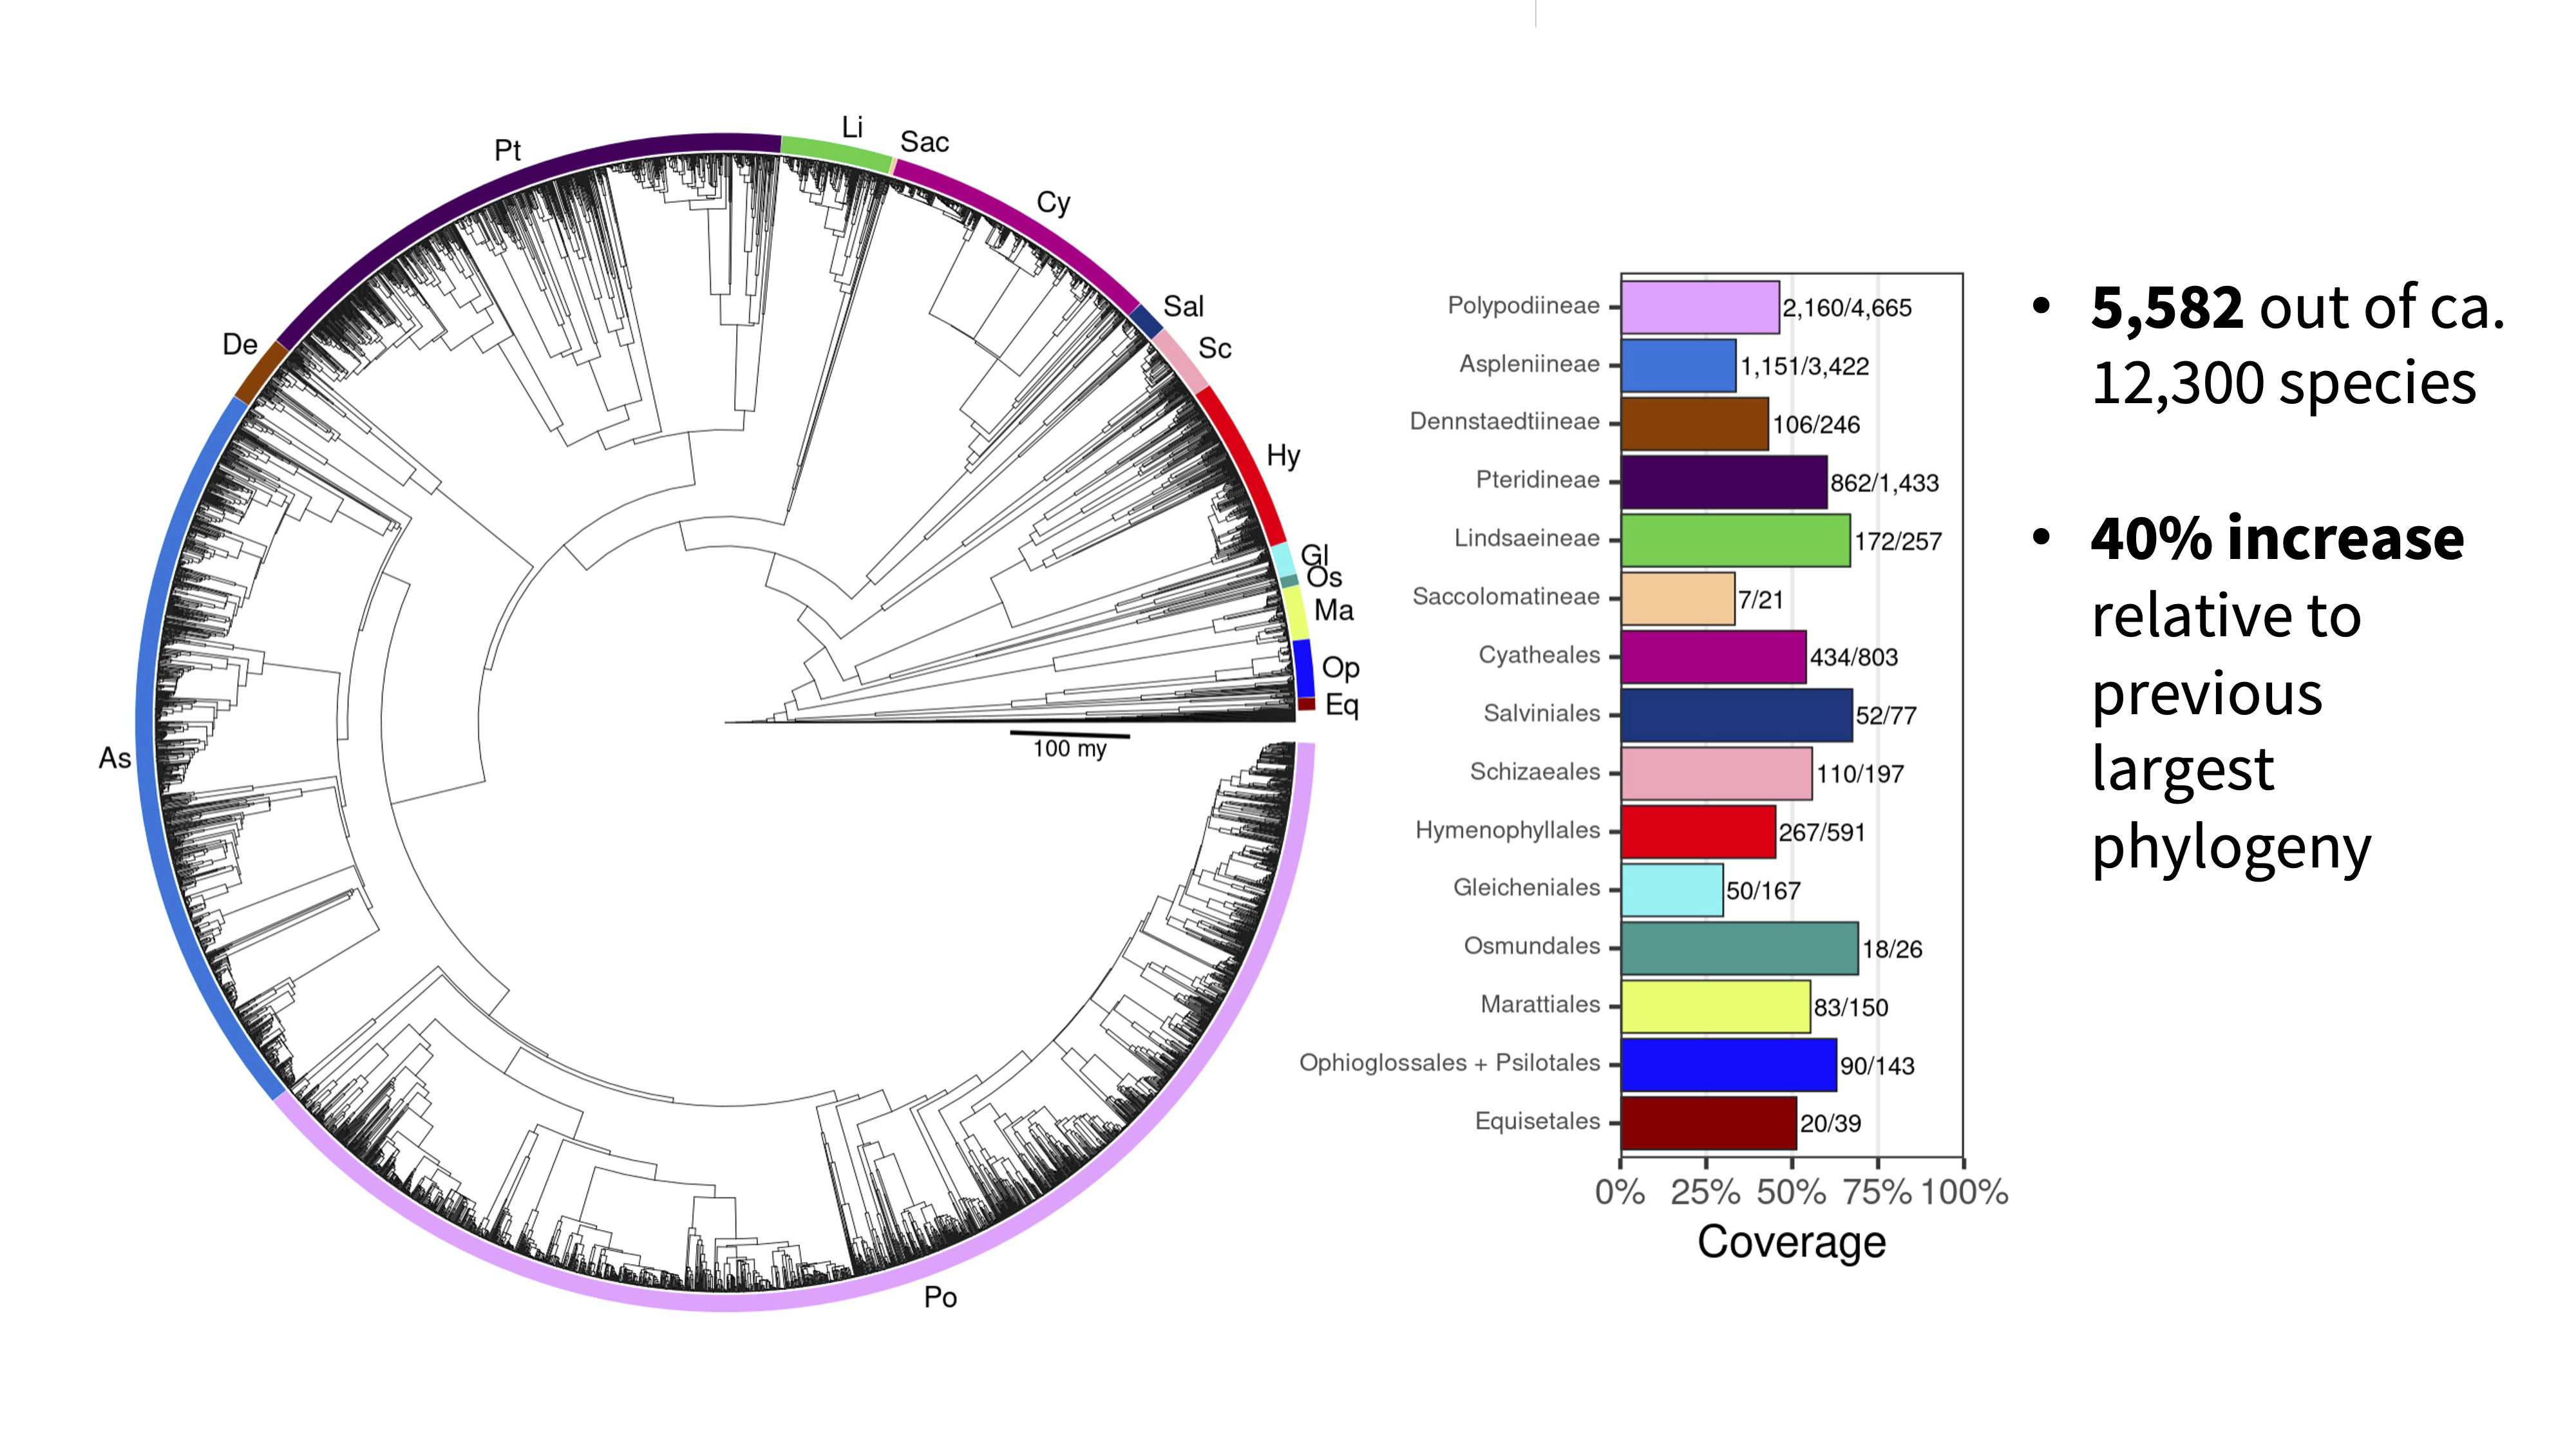 Pt
Li
Sac
Cy
De
Sal
Sc
Hy
Gl
Os
Ma
Op
Eq
100 my
As
Po
Polypodiineae 2,160/4,665
Aspleniineae 1,151/3,422
Dennstaedtiineae 106/246
Pteridineae 862/1,433
Lindsaeineae 172/257
Saccolomatineae 7/21
Cyatheales 434/803
Salviniales 52/77
Schizaeales 110/197
Hymenophyllales 267/591
Gleicheniales 50/167
Osmundales 18/26
Marattiales 83/150
Ophioglossales + Psilotales 90/143
Equisetales 20/39
0% 25% 50% 75% 100%
Coverage
• 5,582 out of ca.
12,300 species
• 40% increase
relative to
previous
largest
phylogeny